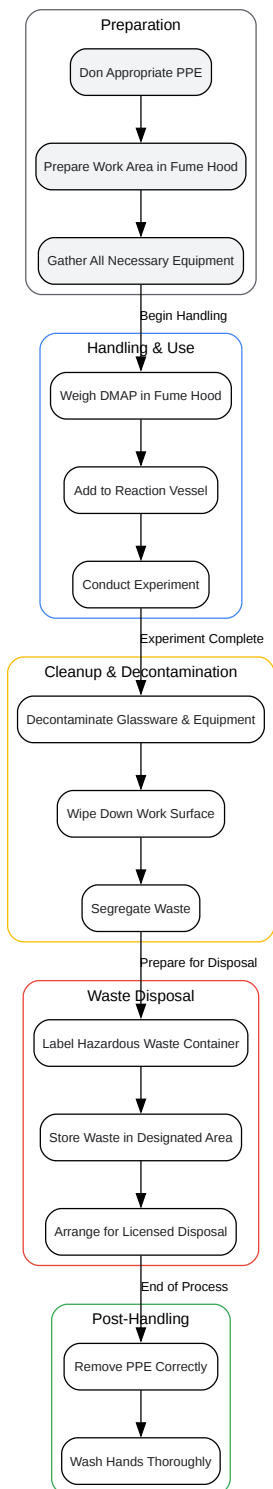 Preparation
Don Appropriate PPE
Prepare Work Area in Fume Hood
Gather All Necessary Equipment
Begin Handling
Handling & Use
Weigh DMAP in Fume Hood
Add to Reaction Vessel
Conduct Experiment
Experiment Complete
Cleanup & Decontamination
Decontaminate Glassware & Equipment
Wipe Down Work Surface
Segregate Waste
Prepare for Disposal
Waste Disposal
Label Hazardous Waste Container
Store Waste in Designated Area
Arrange for Licensed Disposal
End of Process
Post-Handling
Remove PPE Correctly
Wash Hands Thoroughly